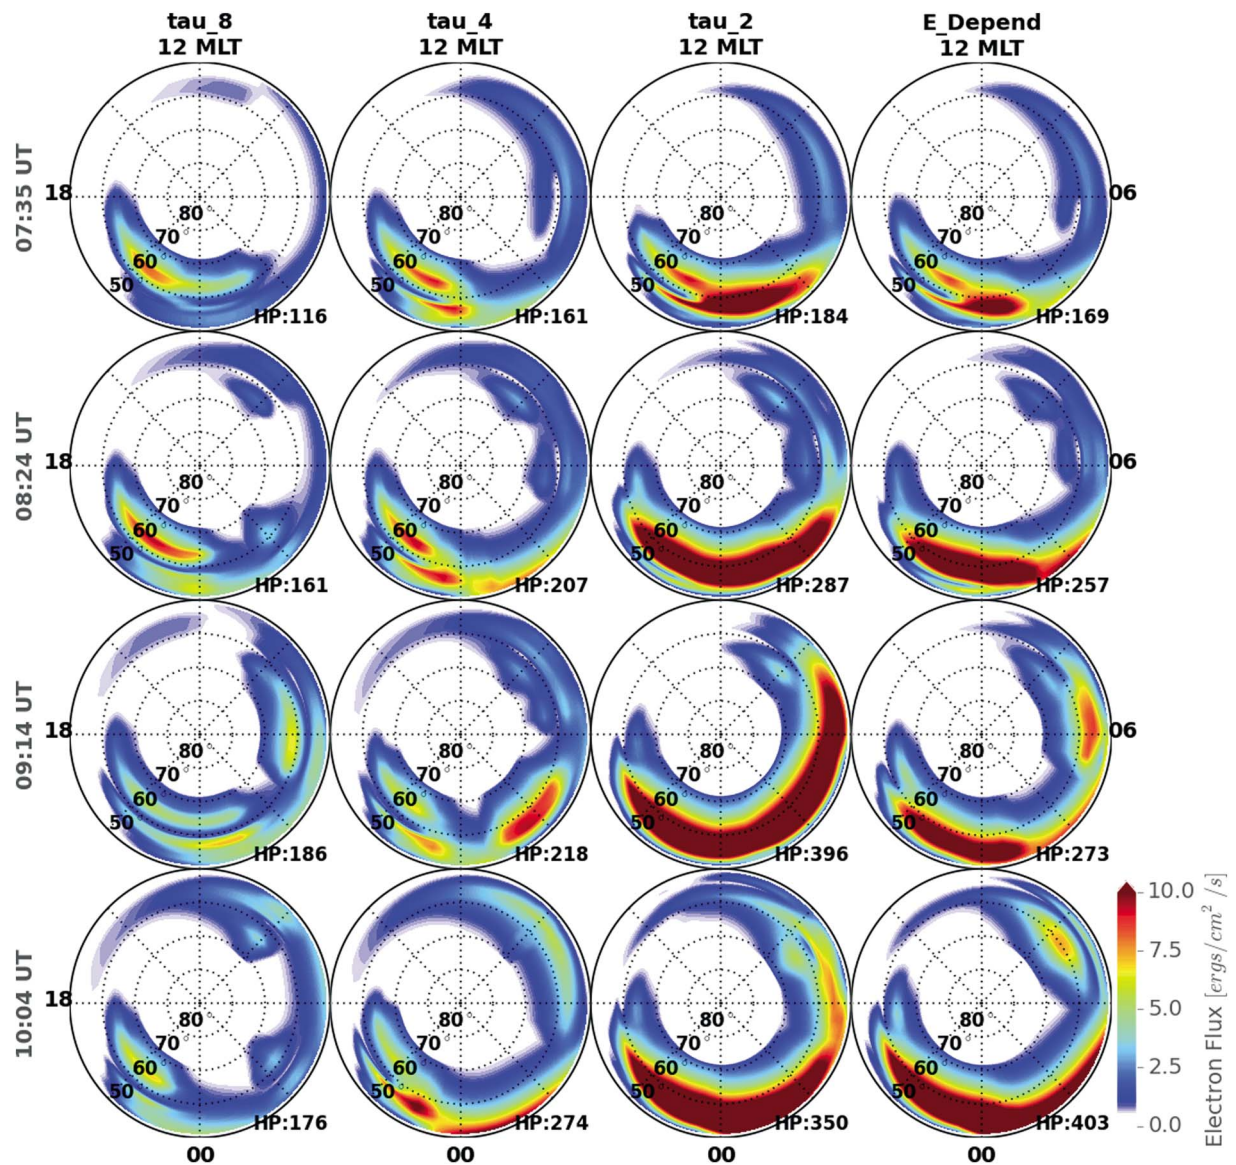 tau_8 tau_4 tau_2 E_Depend
12 MLT 12 MLT 12 MLT 12 MLT
07:35 UT
18 06
80° 80° 80° 80°
70° 70° 70° 70°
60 60 60 60
50 50 50 50
HP:116 HP:161 HP:184 HP:169
08:24 UT
18 06
80° 80° 80° 80°
70° 70° 70° 70°
60 60 60 60
50 50 50 50
HP:161 HP:207 HP:287 HP:257
09:14 UT
18 06
80° 80° 80° 80°
70° 70° 70° 70°
60 60 60 60
50 50 50 50
HP:186 HP:218 HP:396 HP:273
10:04 UT
18
80° 80° 80° 80°
70° 70° 70° 70°
60 60 60 60
50 50 50 50
HP:176 HP:274 HP:350 HP:403
00 00 00 00
10.0
7.5
5.0
2.5
0.0
Electron Flux [ergs/cm² /s]